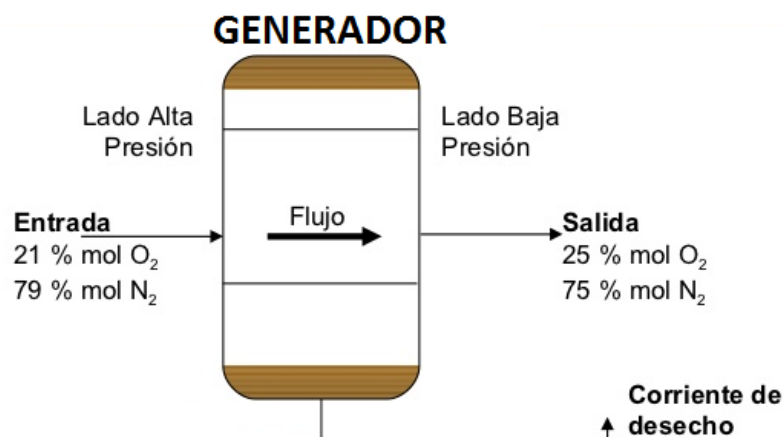 GENERADOR
Lado Alta
Presión
Lado Baja
Presión
Entrada
21 % mol O₂
79 % mol N₂
Flujo
Salida
25 % mol O₂
75 % mol N₂
Corriente de
desecho